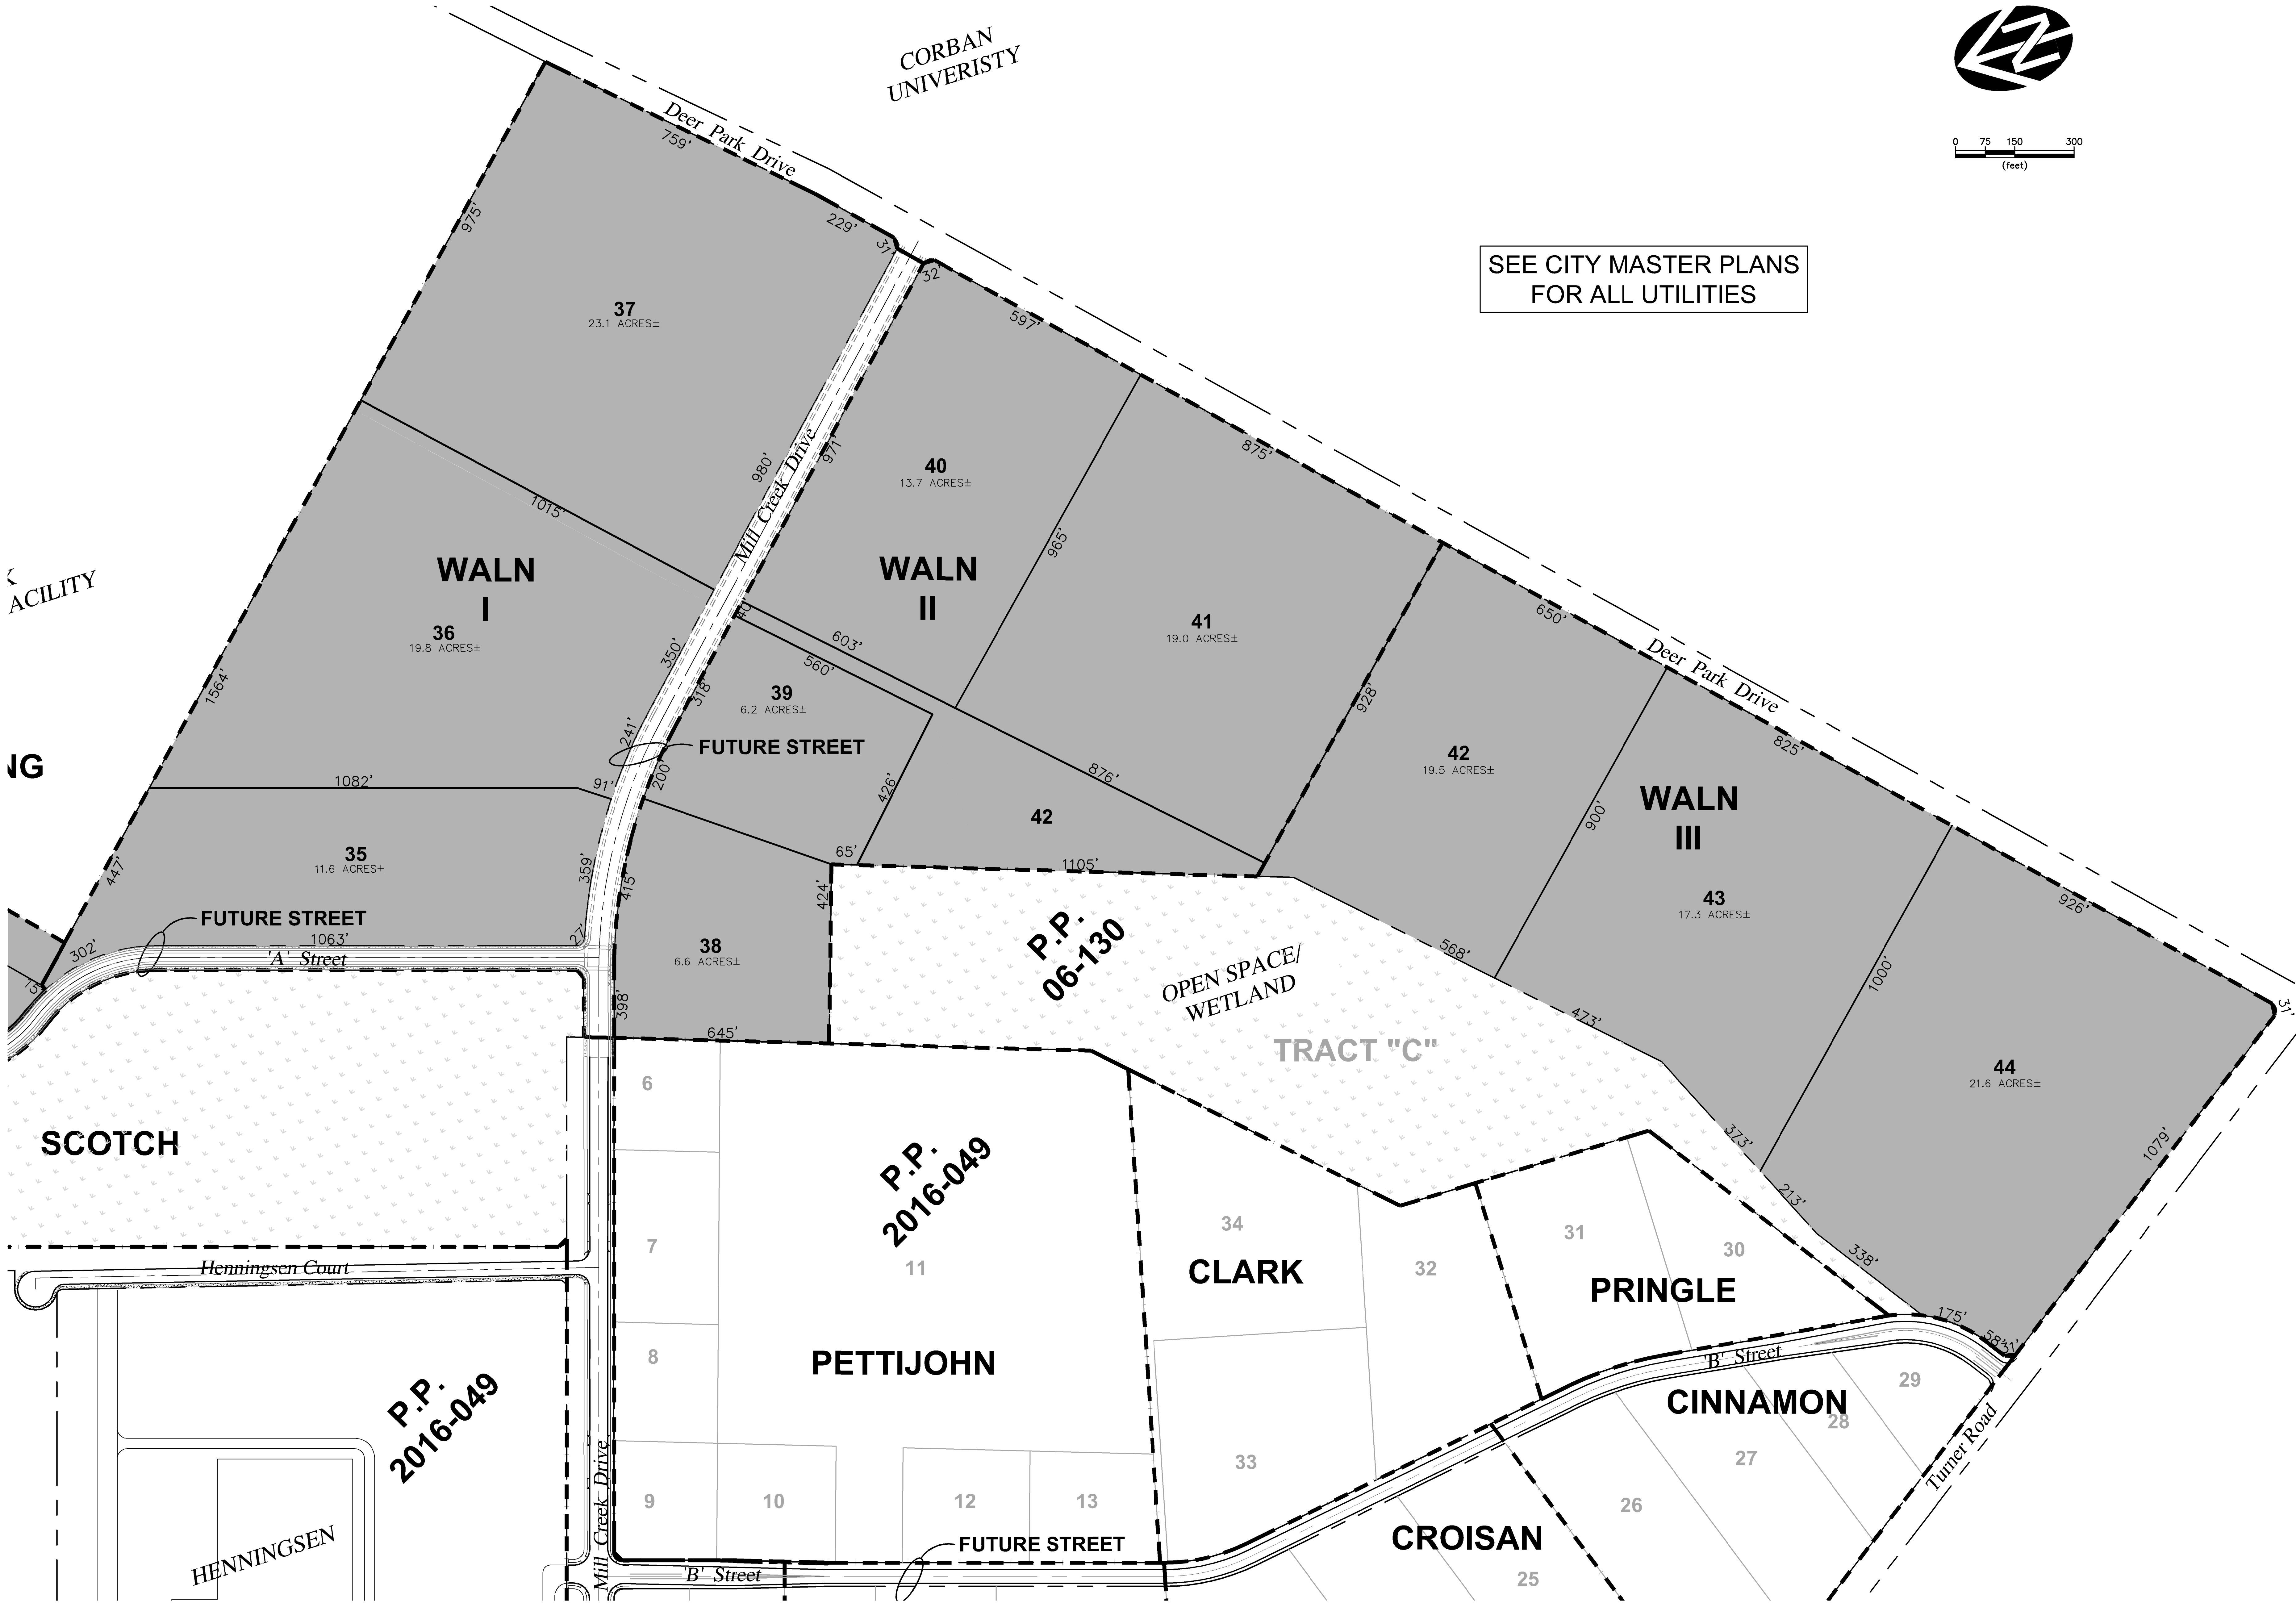 CORBAN
UNIVERISTY
0 75 150 300
(feet)
SEE CITY MASTER PLANS
FOR ALL UTILITIES
Deer Park Drive
759'
229'
31'
32'
975'
37
23.1 ACRES±
597'
980'
Mill Creek Drive
971'
40
13.7 ACRES±
875'
965'
1015'
WALN
I
WALN
II
36
19.8 ACRES±
1564'
350'
40'
603'
560'
41
19.0 ACRES±
650'
Deer Park Drive
928'
318'
39
6.2 ACRES±
241'
FUTURE STREET
200'
ACILITY
NG
1082'
91'
426'
876'
42
42
19.5 ACRES±
825'
900'
WALN
III
35
11.6 ACRES±
447'
359'
415'
65'
1105'
424'
43
17.3 ACRES±
926'
FUTURE STREET
302'
1063'
27'
'A' Street
38
6.6 ACRES±
398'
645'
P.P.
06-130
OPEN SPACE/
WETLAND
568'
473'
1000'
31'
TRACT "C"
44
21.6 ACRES±
1079'
373'
213'
338'
175'
58'
31'
SCOTCH
6
7
8
9
10
11
12
13
P.P.
2016-049
PETTIJOHN
34
CLARK
32
33
31
30
PRINGLE
'B' Street
CINNAMON
29
28
27
26
Turner Road
CROISAN
25
Henningsen Court
P.P.
2016-049
HENNINGSEN
Mill Creek Drive
'B' Street
FUTURE STREET